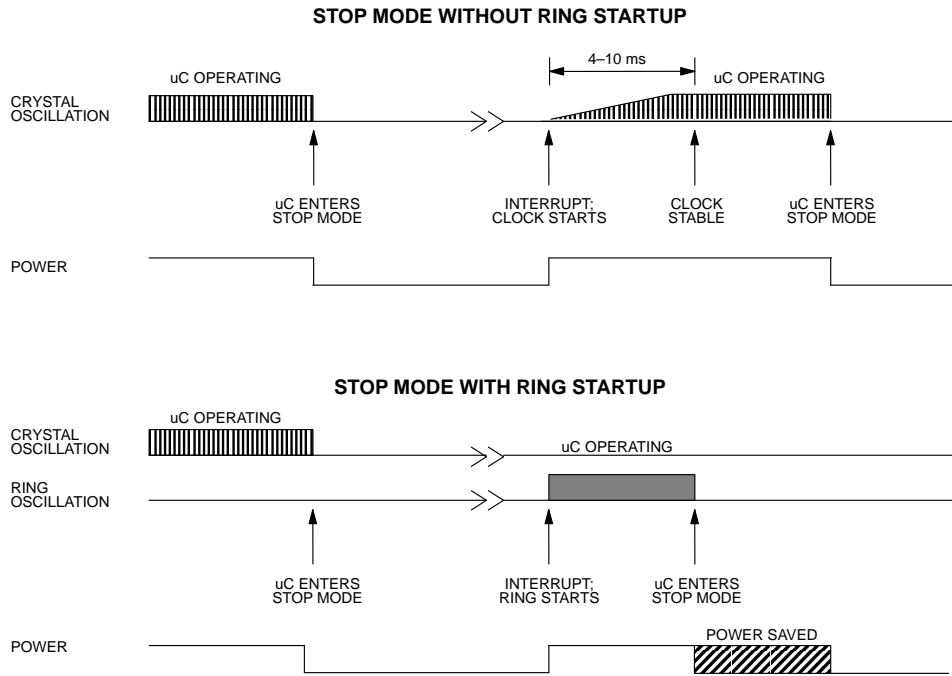 STOP MODE WITHOUT RING STARTUP
4–10 ms
uC OPERATING
uC OPERATING
CRYSTAL
OSCILLATION
uC ENTERS
STOP MODE
INTERRUPT;
CLOCK STARTS
CLOCK
STABLE
uC ENTERS
STOP MODE
POWER
STOP MODE WITH RING STARTUP
uC OPERATING
CRYSTAL
OSCILLATION
uC OPERATING
RING
OSCILLATION
uC ENTERS
STOP MODE
INTERRUPT;
RING STARTS
uC ENTERS
STOP MODE
POWER SAVED
POWER